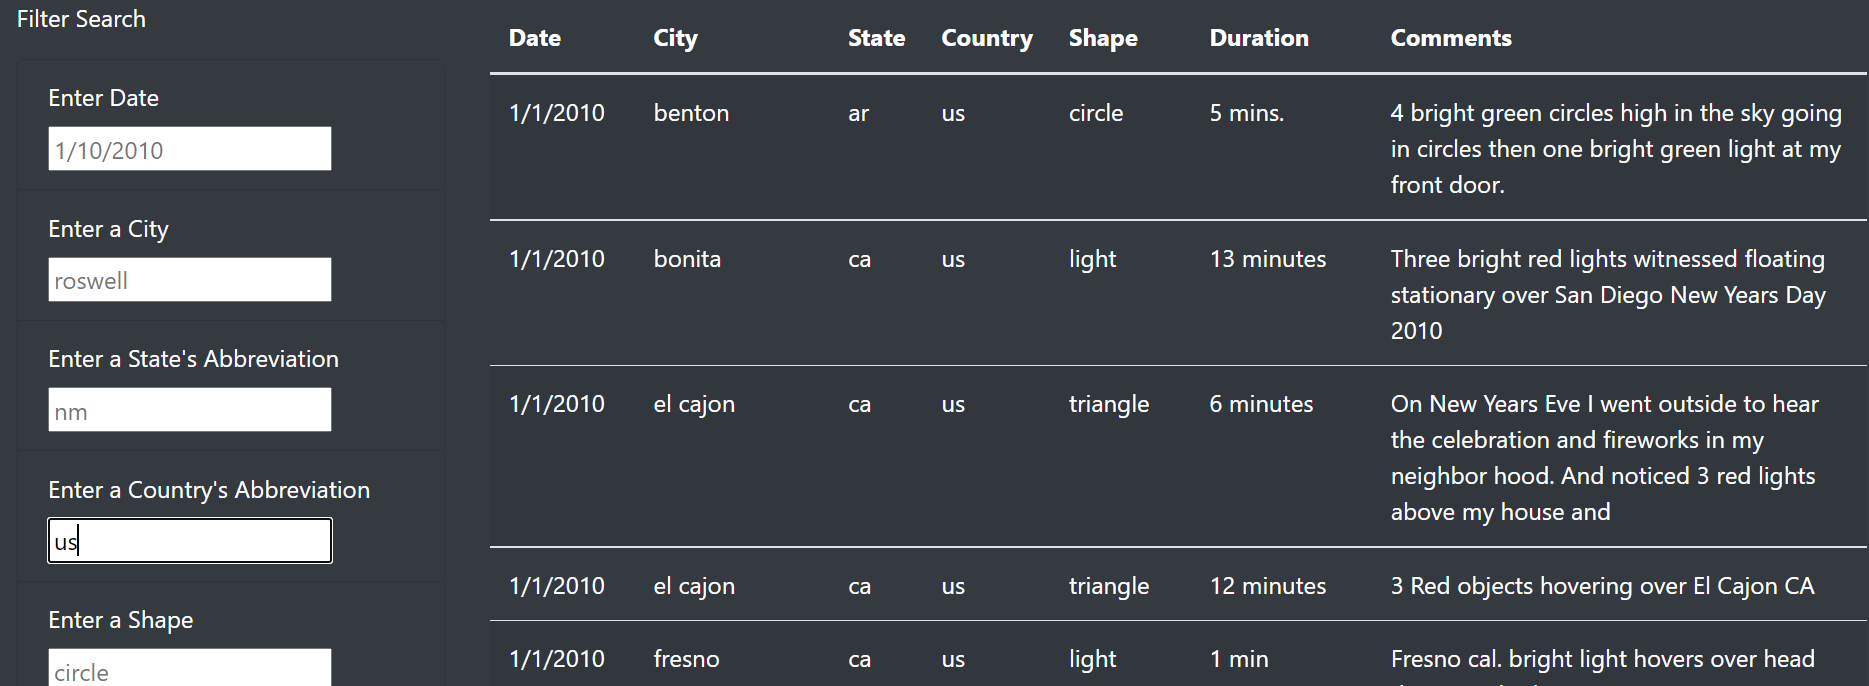 Filter Search
Enter Date
1/10/2010
Enter a City
roswell
Enter a State's Abbreviation
nm
Enter a Country's Abbreviation
us
Enter a Shape
circle
Date City State Country Shape Duration Comments
1/1/2010 benton ar us circle 5 mins. 4 bright green circles high in the sky going
in circles then one bright green light at my
front door.
1/1/2010 bonita ca us light 13 minutes Three bright red lights witnessed floating
stationary over San Diego New Years Day
2010
1/1/2010 el cajon ca us triangle 6 minutes On New Years Eve I went outside to hear
the celebration and fireworks in my
neighbor hood. And noticed 3 red lights
above my house and
1/1/2010 el cajon ca us triangle 12 minutes 3 Red objects hovering over El Cajon CA
1/1/2010 fresno ca us light 1 min Fresno cal. bright light hovers over head